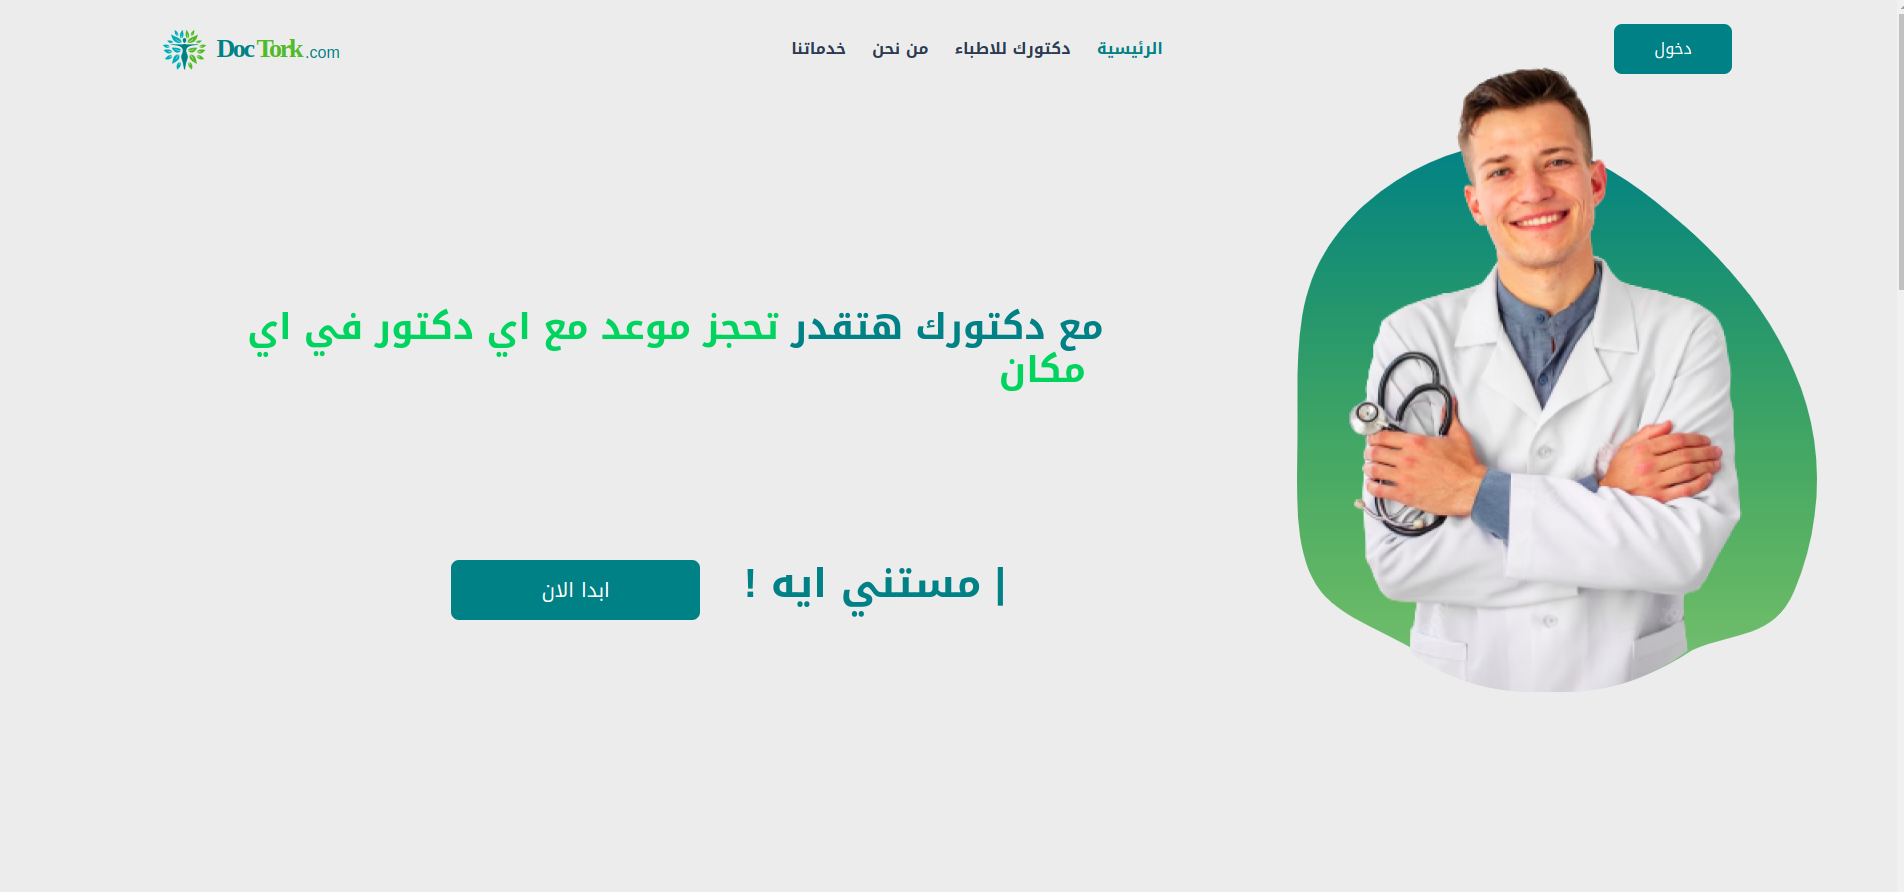 DocTork.com
الرئيسية
دكتورك للاطباء
من نحن
خدماتنا
دخول
مع دكتورك هتقدر تحجز موعد مع اي دكتور في اي
مكان
| مستني ايه !
ابدا الان